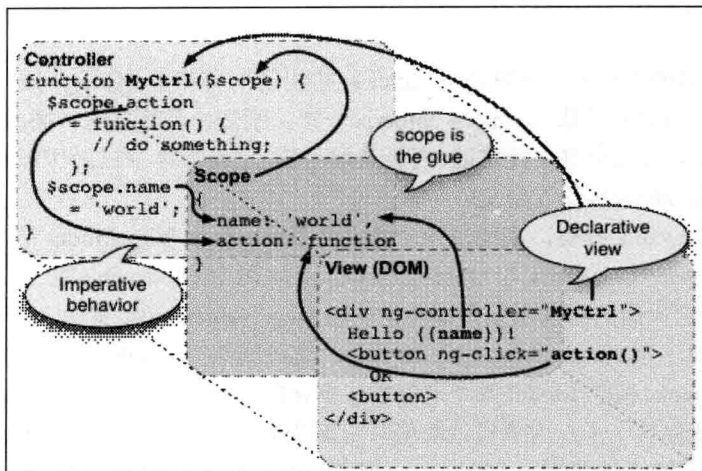 Controller
function MyCtrl($scope) {
$scope.action
= function() {
// do something;
};
$scope.name
= 'world';
}
scope is
the glue
Scope
{
name: 'world',
action: function
}
Declarative
view
Imperative
behavior
View (DOM)
<div ng-controller="MyCtrl">
Hello {{name}}!
<button ng-click="action()">
OK
<button>
</div>